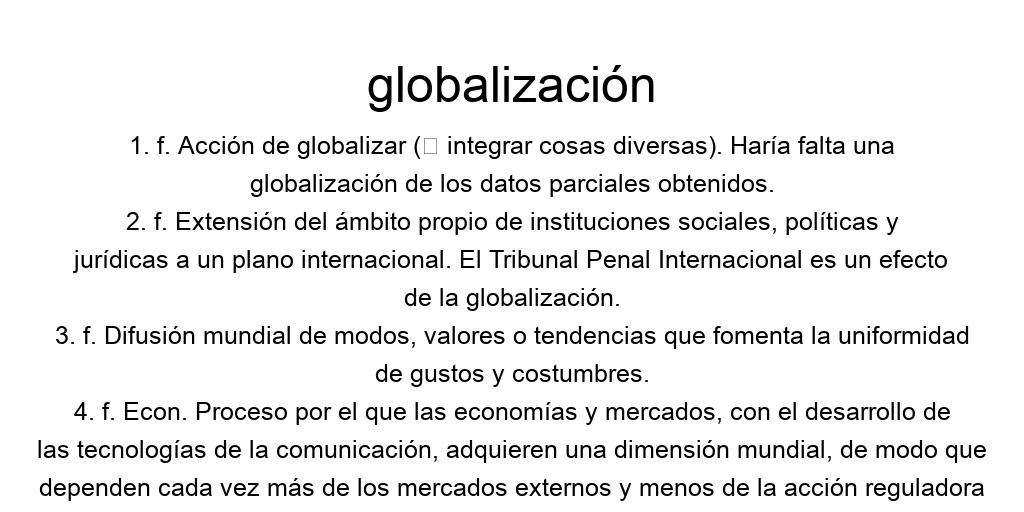 globalización
1. f. Acción de globalizar (□ integrar cosas diversas). Haría falta una
globalización de los datos parciales obtenidos.
2. f. Extensión del ámbito propio de instituciones sociales, políticas y
jurídicas a un plano internacional. El Tribunal Penal Internacional es un efecto
de la globalización.
3. f. Difusión mundial de modos, valores o tendencias que fomenta la uniformidad
de gustos y costumbres.
4. f. Econ. Proceso por el que las economías y mercados, con el desarrollo de
las tecnologías de la comunicación, adquieren una dimensión mundial, de modo que
dependen cada vez más de los mercados externos y menos de la acción reguladora